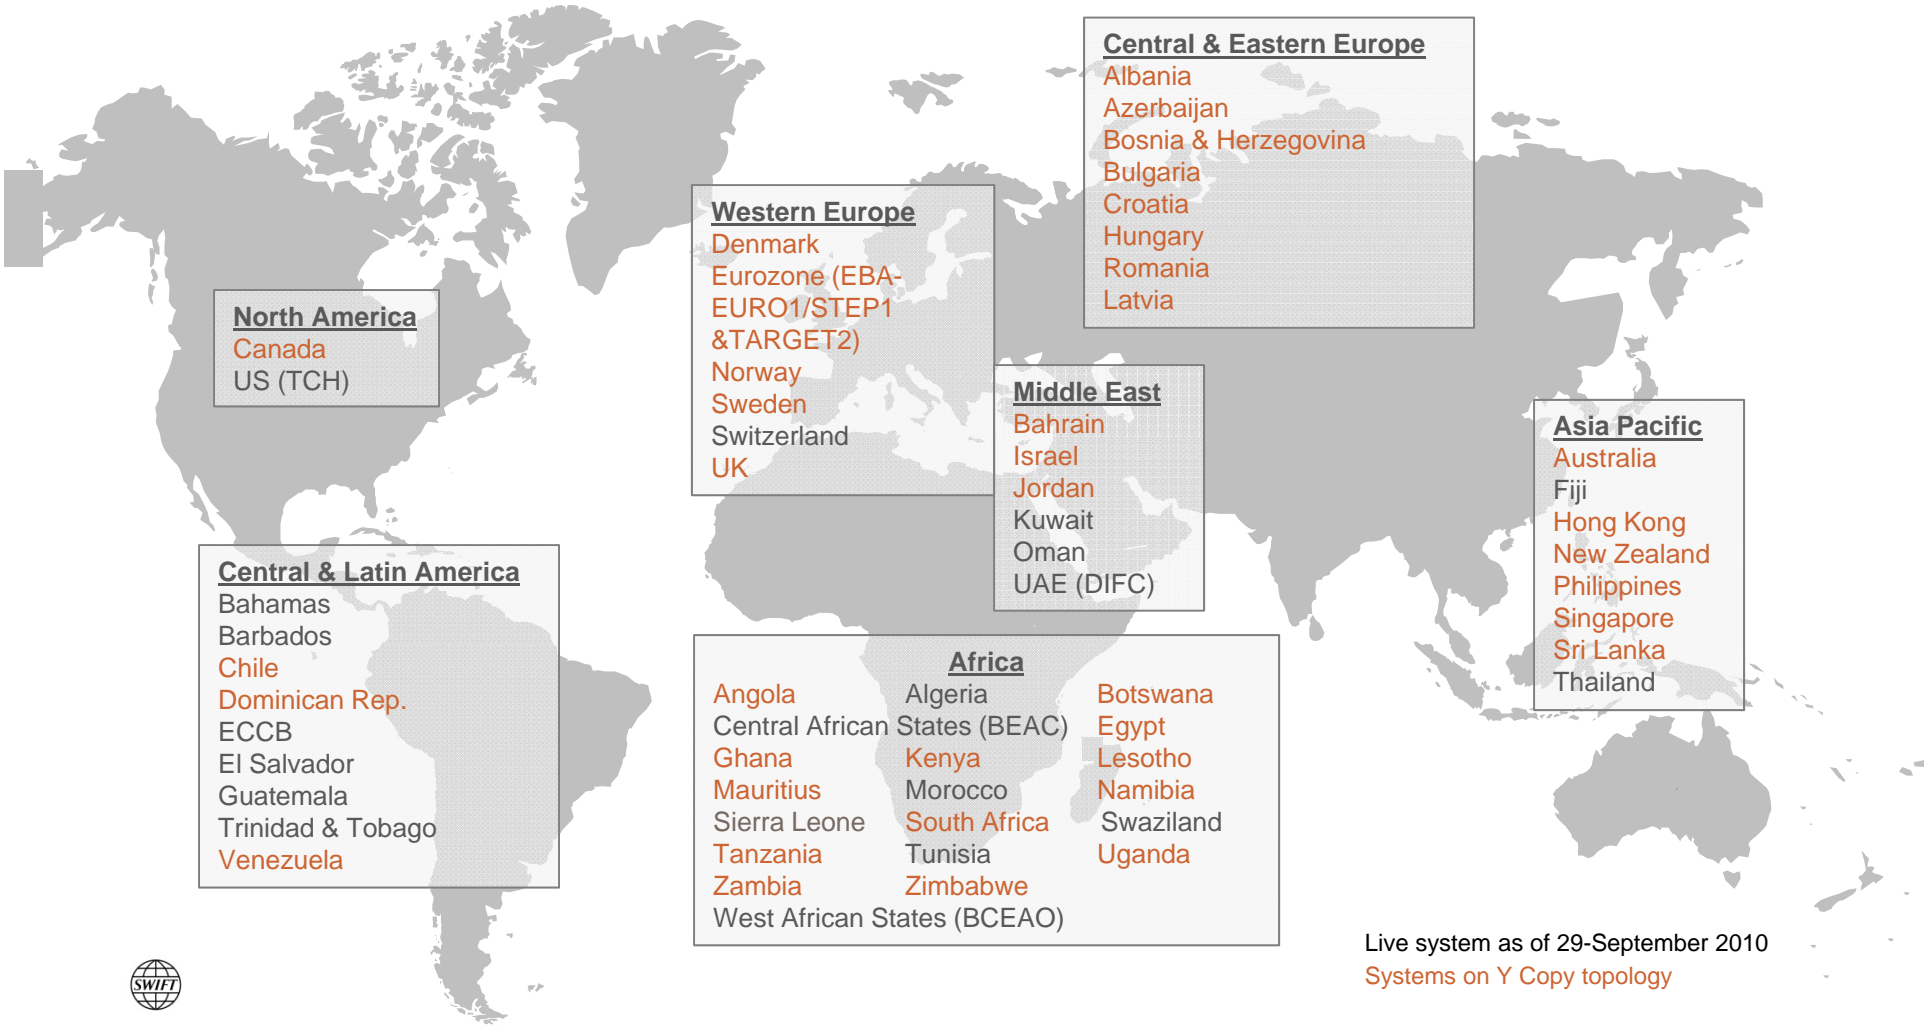 Central & Eastern Europe
Albania
Azerbaijan
Bosnia & Herzegovina
Bulgaria
Croatia
Hungary
Romania
Latvia
Western Europe
Denmark
Eurozone (EBA-
EURO1/STEP1
&TARGET2)
Norway
Sweden
Switzerland
UK
North America
Canada
US (TCH)
Middle East
Bahrain
Israel
Jordan
Kuwait
Oman
UAE (DIFC)
Asia Pacific
Australia
Fiji
Hong Kong
New Zealand
Philippines
Singapore
Sri Lanka
Thailand
Central & Latin America
Bahamas
Barbados
Chile
Dominican Rep.
ECCB
El Salvador
Guatemala
Trinidad & Tobago
Venezuela
Africa
Angola Algeria Botswana
Central African States (BEAC) Egypt
Ghana Kenya Lesotho
Mauritius Morocco Namibia
Sierra Leone South Africa Swaziland
Tanzania Tunisia Uganda
Zambia Zimbabwe
West African States (BCEAO)
Live system as of 29-September 2010
Systems on Y Copy topology
SWIFT